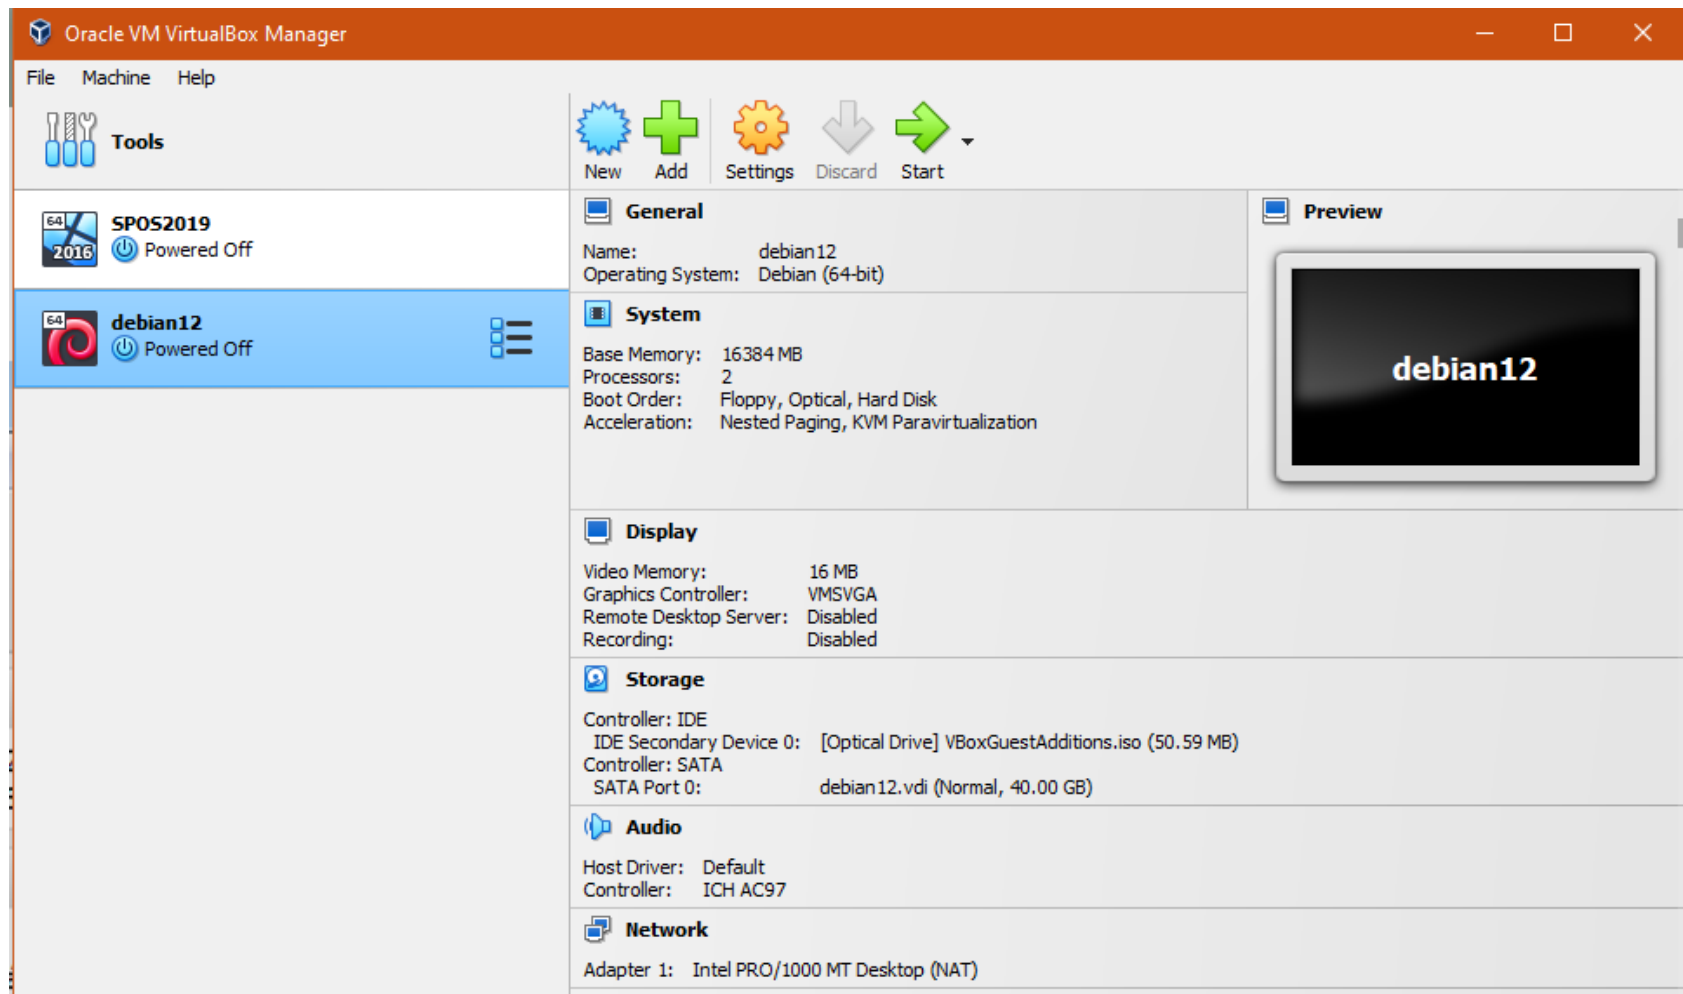 Oracle VM VirtualBox Manager
File Machine Help
Tools
New Add Settings Discard Start
64
2016
SPOS2019
Powered Off
64
debian12
Powered Off
General
Name: debian12
Operating System: Debian (64-bit)
System
Base Memory: 16384 MB
Processors: 2
Boot Order: Floppy, Optical, Hard Disk
Acceleration: Nested Paging, KVM Paravirtualization
Preview
debian12
Display
Video Memory: 16 MB
Graphics Controller: VMSVGA
Remote Desktop Server: Disabled
Recording: Disabled
Storage
Controller: IDE
IDE Secondary Device 0: [Optical Drive] VBoxGuestAdditions.iso (50.59 MB)
Controller: SATA
SATA Port 0: debian12.vdi (Normal, 40.00 GB)
Audio
Host Driver: Default
Controller: ICH AC97
Network
Adapter 1: Intel PRO/1000 MT Desktop (NAT)